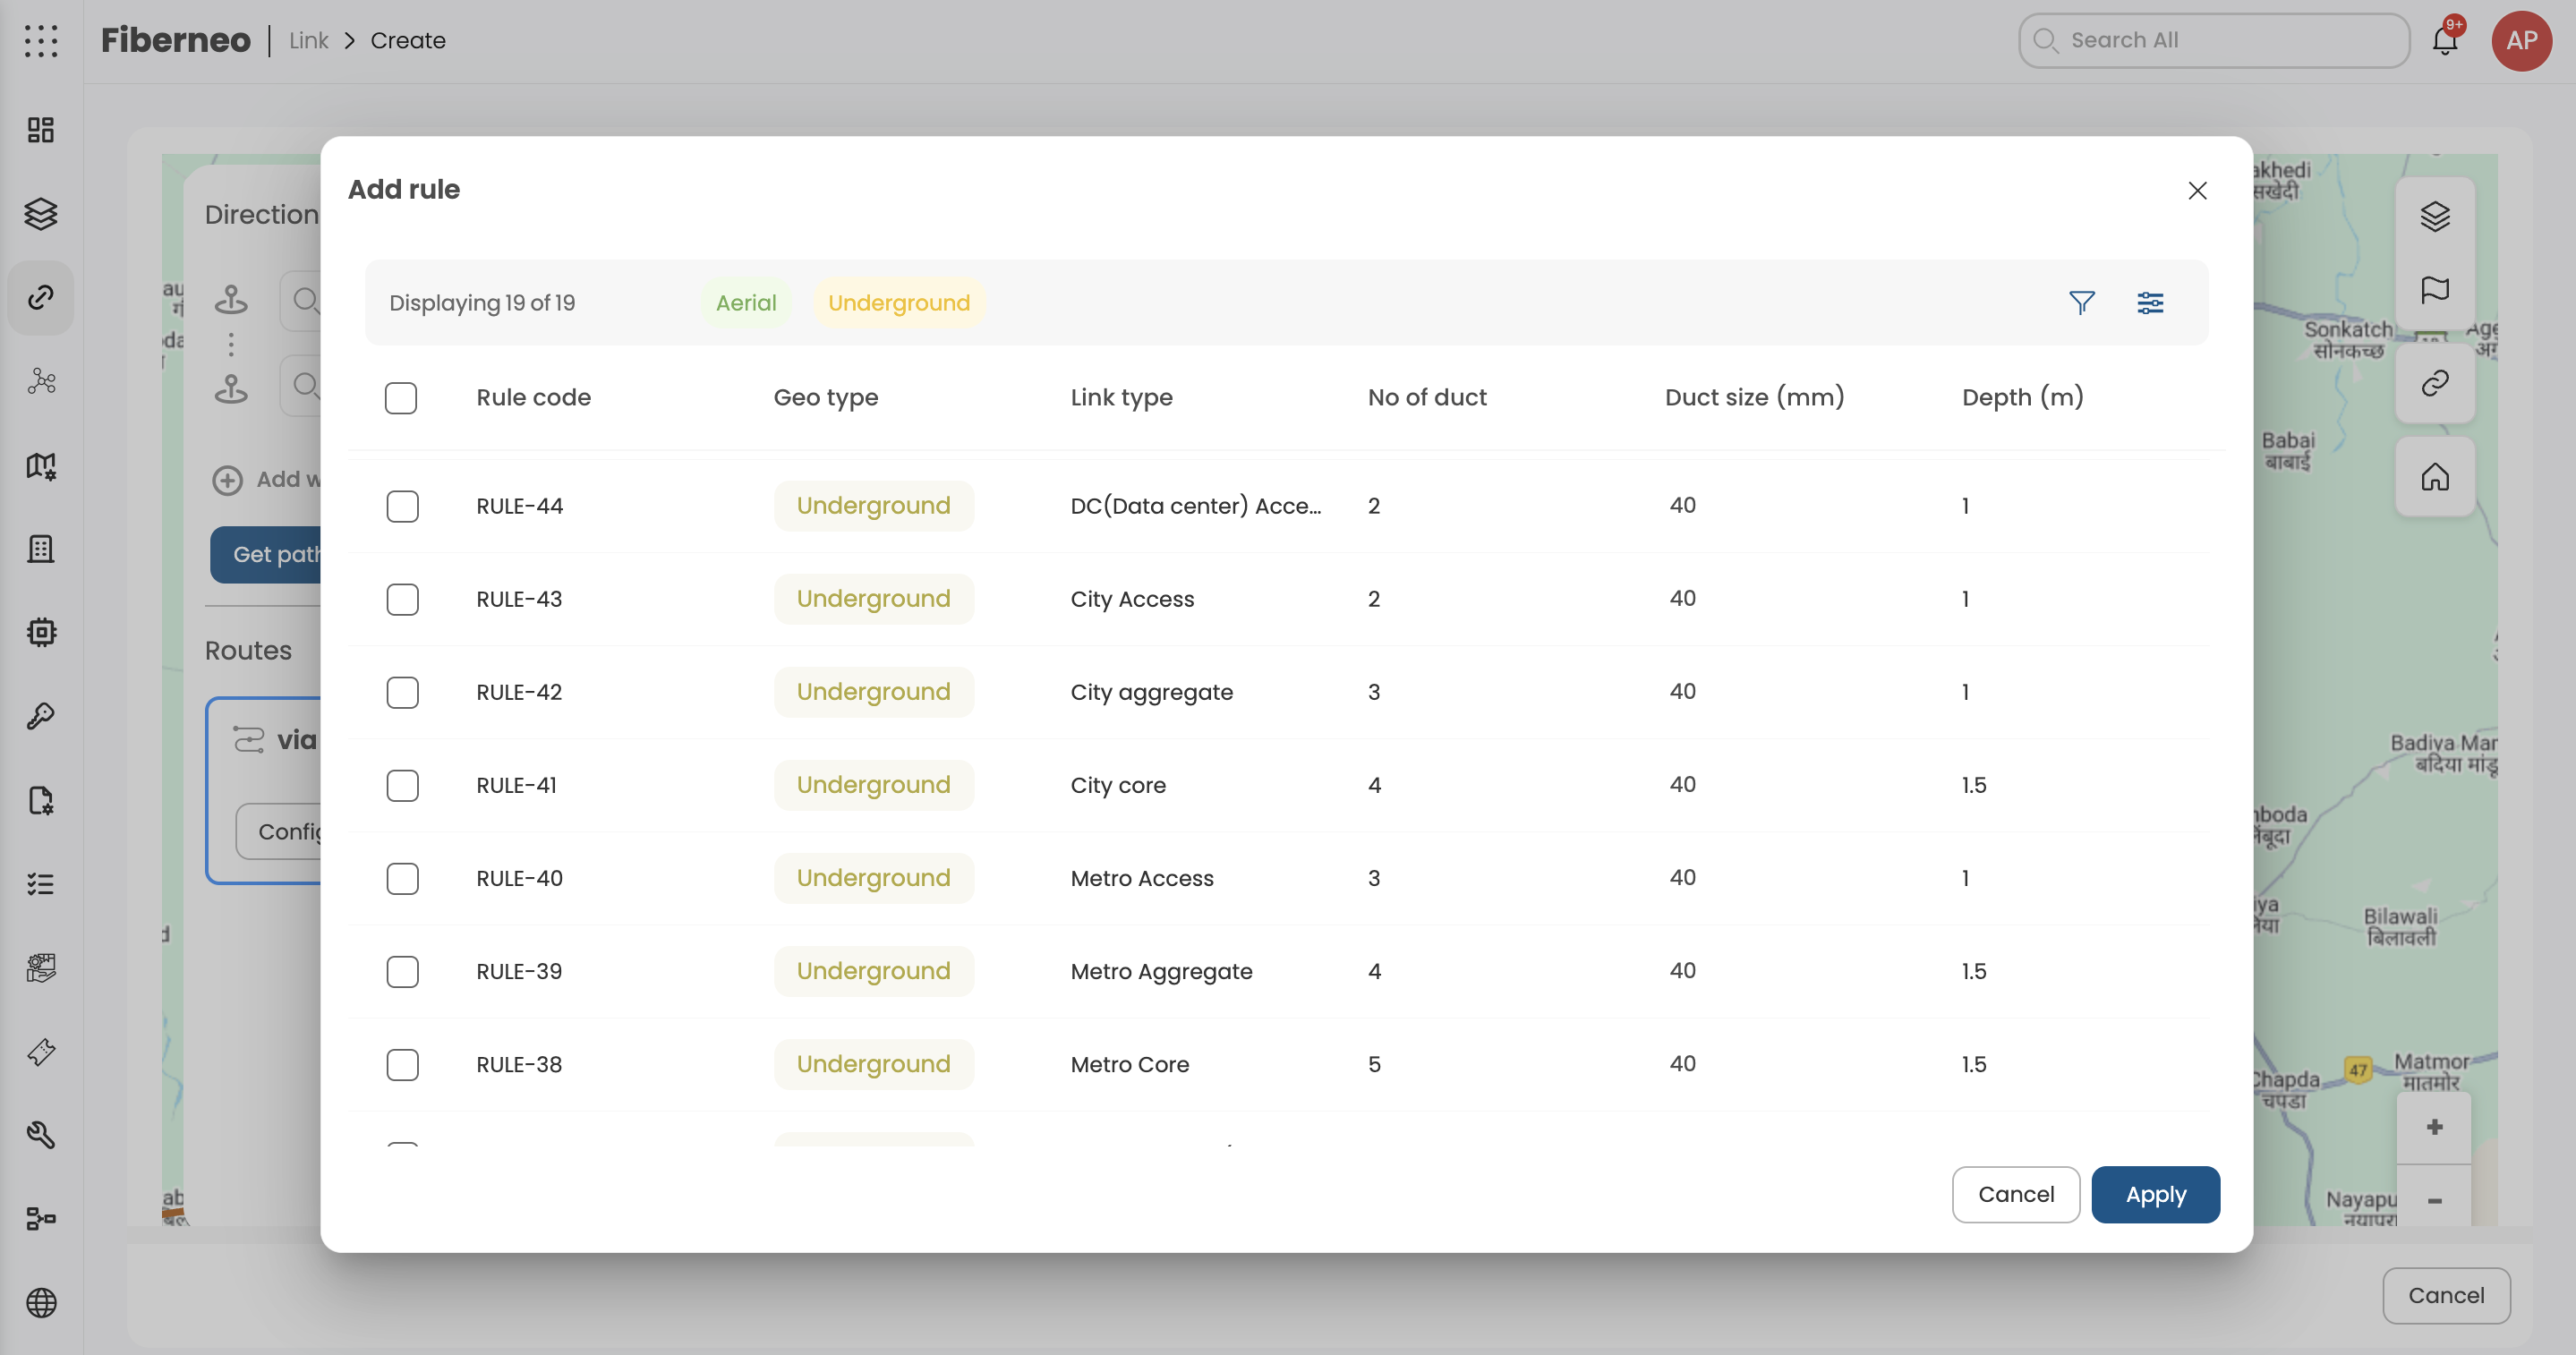 Fiberneo Link > Create
Search All
9+
AP
Direction
Add w
Get path
Routes
via
Config
Add rule
Displaying 19 of 19 Aerial Underground
Rule code Geo type Link type No of duct Duct size (mm) Depth (m)
RULE-44 Underground DC(Data center) Acce... 2 40 1
RULE-43 Underground City Access 2 40 1
RULE-42 Underground City aggregate 3 40 1
RULE-41 Underground City core 4 40 1.5
RULE-40 Underground Metro Access 3 40 1
RULE-39 Underground Metro Aggregate 4 40 1.5
RULE-38 Underground Metro Core 5 40 1.5
Cancel Apply
akhedi
सखेदी
Sonkatch
सोनकच्छ
Age
Babai
बाबाई
Badiya Man
बदिया मांडू
nboda
Bilawali
बिलावली
47
Matmor
मातमोर
Chapda
चपडा
Nayapu
Cancel